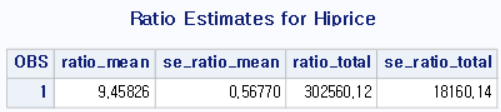 Ratio Estimates for Hiprice
OBS ratio_mean se_ratio_mean ratio_total se_ratio_total
1 9,45826 0,56770 302560,12 18160,14